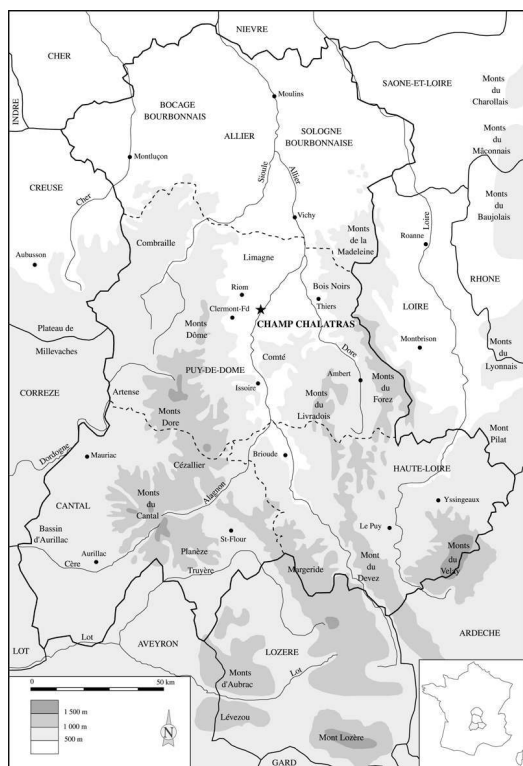 NIEVRE
CHER
SAONE-ET-LOIRE
INDRE
BOCAGE
BOURBONNAIS
Moulins
Monts
du
Charollais
ALLIER
SOLOGNE
BOURBONNAISE
Monts
du
Mâconnais
Montluçon
CREUSE
Cher
Sioule
Allier
Monts
du
Baujolais
Vichy
Loire
Roanne
Aubusson
Combraille
Monts
de la
Madeleine
Limagne
RHONE
Riom
Bois Noirs
Thiers
LOIRE
Clermont-Fd
CHAMP CHALATRAS
Plateau de
Millevaches
Monts
Dôme
Montbrison
Monts
du
Lyonnais
Comté
Dore
PUY-DE-DOME
CORREZE
Artense
Issoire
Ambert
Monts
du
Livradois
Monts
du
Forez
Monts
Dore
Mont
Pilat
Dordogne
Mauriac
Cézallier
Brioude
HAUTE-LOIRE
Alagnon
CANTAL
Monts
du
Cantal
Yssingeaux
Bassin
d'Aurillac
St-Flour
Le Puy
Aurillac
Cère
Planèze
Truyère
Margeride
Mont
du
Devez
Monts
du
Velay
ARDECHE
LOT
Lot
AVEYRON
LOZERE
Monts
d'Aubrac
Lot
0
50 km
1 500 m
1 000 m
500 m
N
Lévezou
Mont Lozère
GARD